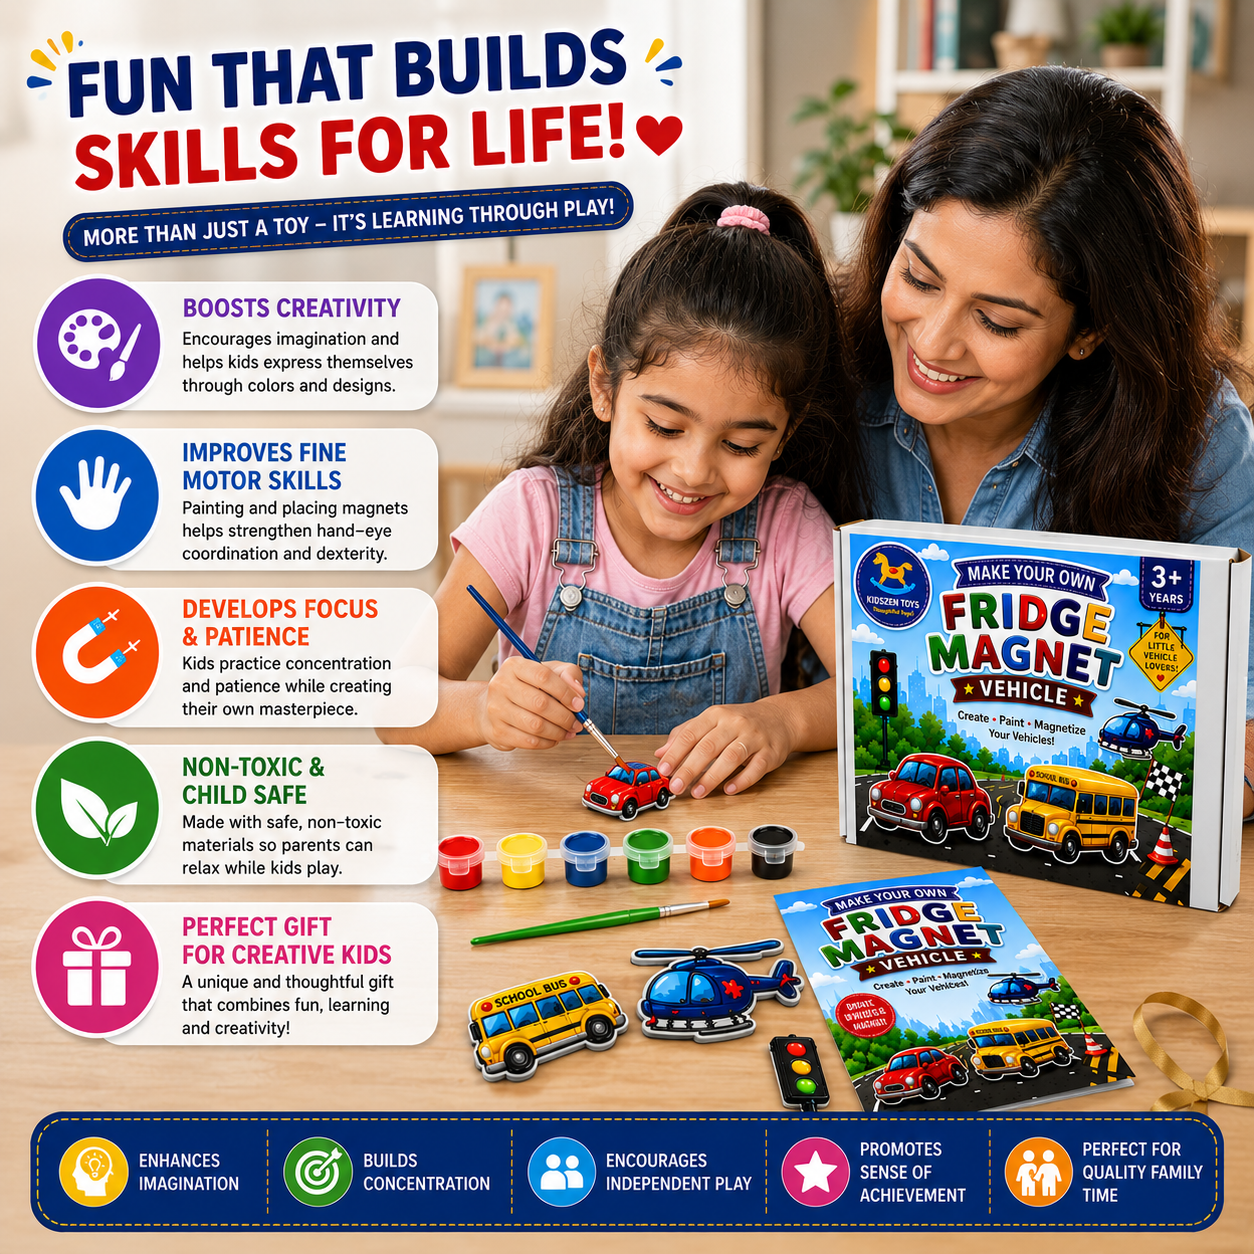 FUN THAT BUILDS
SKILLS FOR LIFE!
MORE THAN JUST A TOY – IT'S LEARNING THROUGH PLAY!
BOOSTS CREATIVITY
Encourages imagination and
helps kids express themselves
through colors and designs.
IMPROVES FINE
MOTOR SKILLS
Painting and placing magnets
helps strengthen hand-eye
coordination and dexterity.
DEVELOPS FOCUS
& PATIENCE
Kids practice concentration
and patience while creating
their own masterpiece.
NON-TOXIC &
CHILD SAFE
Made with safe, non-toxic
materials so parents can
relax while kids play.
PERFECT GIFT
FOR CREATIVE KIDS
A unique and thoughtful gift
that combines fun, learning
and creativity!
KIDSZEN TOYS
MAKE YOUR OWN
FRIDGE
MAGNET
VEHICLE
Create • Paint • Magnetize
Your Vehicles!
3+
YEARS
FOR
LITTLE
VEHICLE
LOVERS!
SCHOOL BUS
MAKE YOUR OWN
FRIDGE
MAGNET
VEHICLE
Create • Paint • Magnetize
Your Vehicles!
SCHOOL BUS
SCHOOL BUS
ENHANCES
IMAGINATION
BUILDS
CONCENTRATION
ENCOURAGES
INDEPENDENT PLAY
PROMOTES
SENSE OF
ACHIEVEMENT
PERFECT FOR
QUALITY FAMILY
TIME